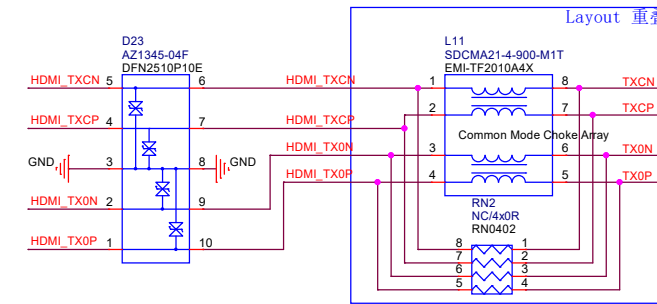 Layout 重疊
D23
AZ1345-04F
DFN2510P10E
L11
SDCMA21-4-900-M1T
EMI-TF2010A4X
HDMI_TXCN 5 6 HDMI_TXCN 1 8 TXCN
2 7 TXCP
HDMI_TXCP 4 7 HDMI_TXCP
Common Mode Choke Array
HDMI_TX0N 3 6 TX0N
GND 3 8 GND
HDMI_TX0P 4 5 TX0P
HDMI_TX0N 2 9
RN2
NC/4x0R
RN0402
HDMI_TX0P 1 10
8 1
7 2
6 3
5 4